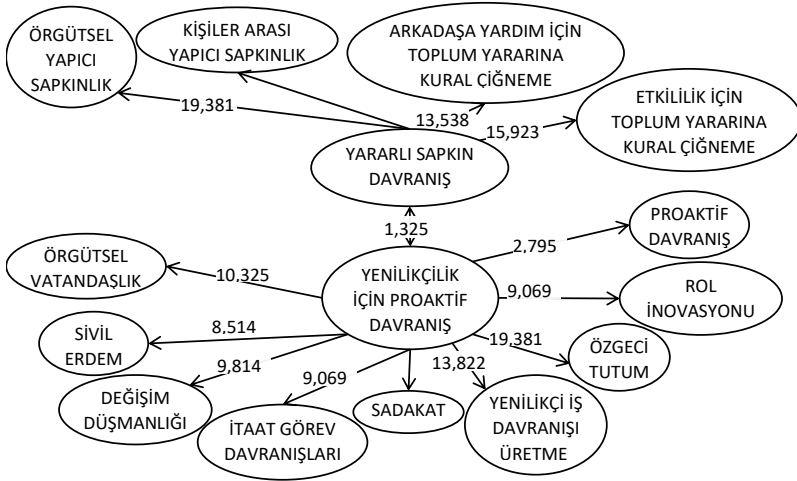 ÖRGÜTSEL
YAPICI
SAPKINLIK
KİŞİLER ARASI
YAPICI SAPKINLIK
ARKADAŞA YARDIM İÇİN
TOPLUM YARARINA
KURAL ÇİĞNEME
ETKİLİLİK İÇİN
TOPLUM YARARINA
KURAL ÇİĞNEME
19,381
13,538
15,923
YARARLI SAPKIN
DAVRANIŞ
1,325
YENİLİKÇİLİK
İÇİN PROAKTİF
DAVRANIŞ
2,795
PROAKTİF
DAVRANIŞ
ÖRGÜTSEL
VATANDAŞLIK
10,325
9,069
ROL
İNOVASYONU
SİVİL
ERDEM
8,514
19,381
ÖZGECİ
TUTUM
9,814
DEĞİŞİM
DÜŞMANLIĞI
9,069
İTAAT GÖREV
DAVRANIŞLARI
SADAKAT
13,822
YENİLİKÇİ İŞ
DAVRANIŞI
ÜRETME